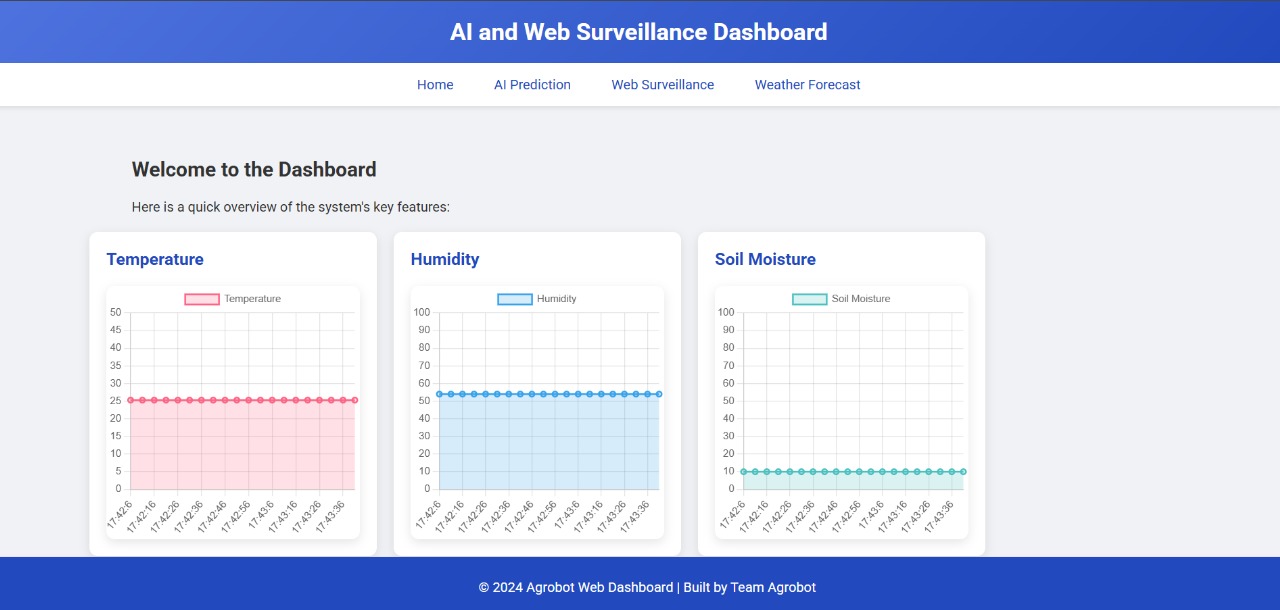 AI and Web Surveillance Dashboard
Home AI Prediction Web Surveillance Weather Forecast
Welcome to the Dashboard
Here is a quick overview of the system's key features:
Temperature
Temperature
50
45
40
35
30
25
20
15
10
5
0
17:42:6 17:42:16 17:42:26 17:42:36 17:42:46 17:42:56 17:43:6 17:43:16 17:43:26 17:43:36
Humidity
Humidity
100
90
80
70
60
50
40
30
20
10
0
17:42:6 17:42:16 17:42:26 17:42:36 17:42:46 17:42:56 17:43:6 17:43:16 17:43:26 17:43:36
Soil Moisture
Soil Moisture
100
90
80
70
60
50
40
30
20
10
0
17:42:6 17:42:16 17:42:26 17:42:36 17:42:46 17:42:56 17:43:6 17:43:16 17:43:26 17:43:36
© 2024 Agrobot Web Dashboard | Built by Team Agrobot